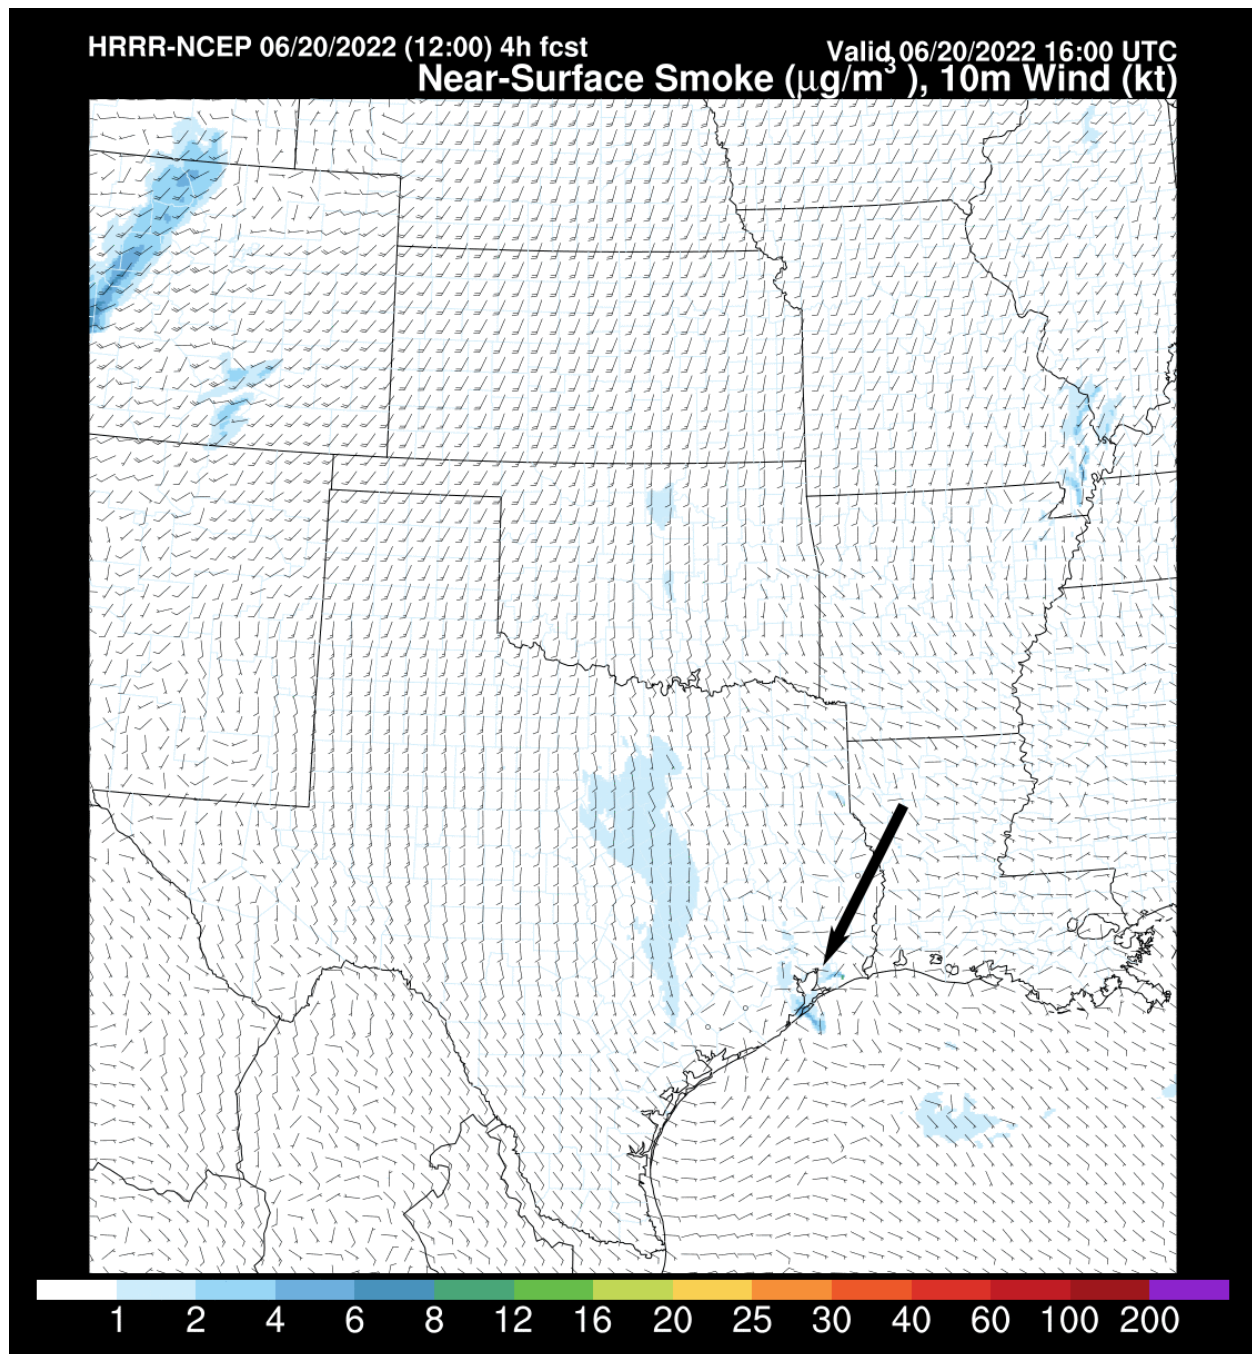 HRRR-NCEP 06/20/2022 (12:00) 4h fcst
Valid 06/20/2022 16:00 UTC
Near-Surface Smoke (μg/m³ ), 10m Wind (kt)
1 2 4 6 8 12 16 20 25 30 40 60 100 200